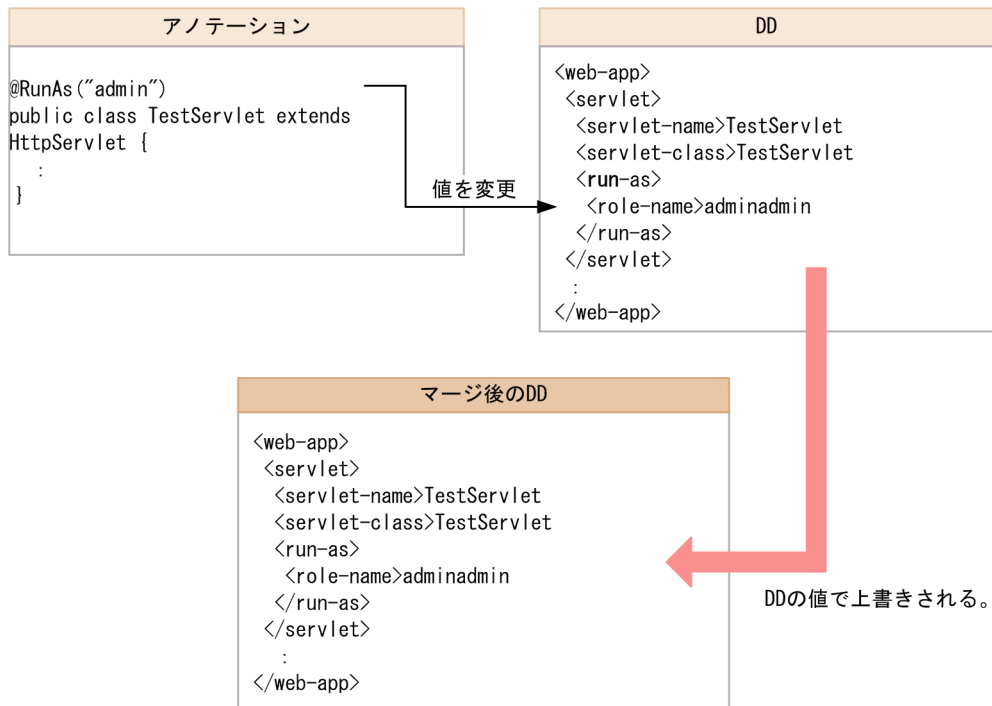 アノテーション
@RunAs("admin")
public class TestServlet extends
HttpServlet {
:
}
値を変更
DD
<web-app>
<servlet>
<servlet-name>TestServlet
<servlet-class>TestServlet
<run-as>
<role-name>adminadmin
</run-as>
</servlet>
:
</web-app>
マージ後のDD
<web-app>
<servlet>
<servlet-name>TestServlet
<servlet-class>TestServlet
<run-as>
<role-name>adminadmin
</run-as>
</servlet>
:
</web-app>
DDの値で上書きされる。